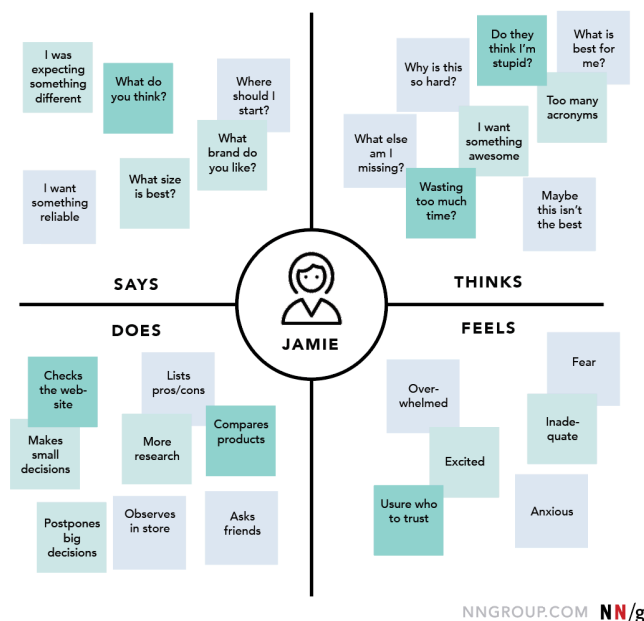 I was
expecting
something
different
What do
you think?
Where
should I
start?
What
brand do
you like?
What size
is best?
I want
something
reliable
SAYS
Do they
think I'm
stupid?
What is
best for
me?
Why is this
so hard?
Too many
acronyms
I want
something
awesome
What else
am I
missing?
Wasting
too much
time?
Maybe
this isn't
the best
THINKS
JAMIE
DOES
Checks
the web-
site
Lists
pros/cons
Compares
products
Makes
small
decisions
More
research
Postpones
big
decisions
Observes
in store
Asks
friends
FEELS
Fear
Over-
whelmed
Inade-
quate
Excited
Usure who
to trust
Anxious
NNGROUP.COM NN/g